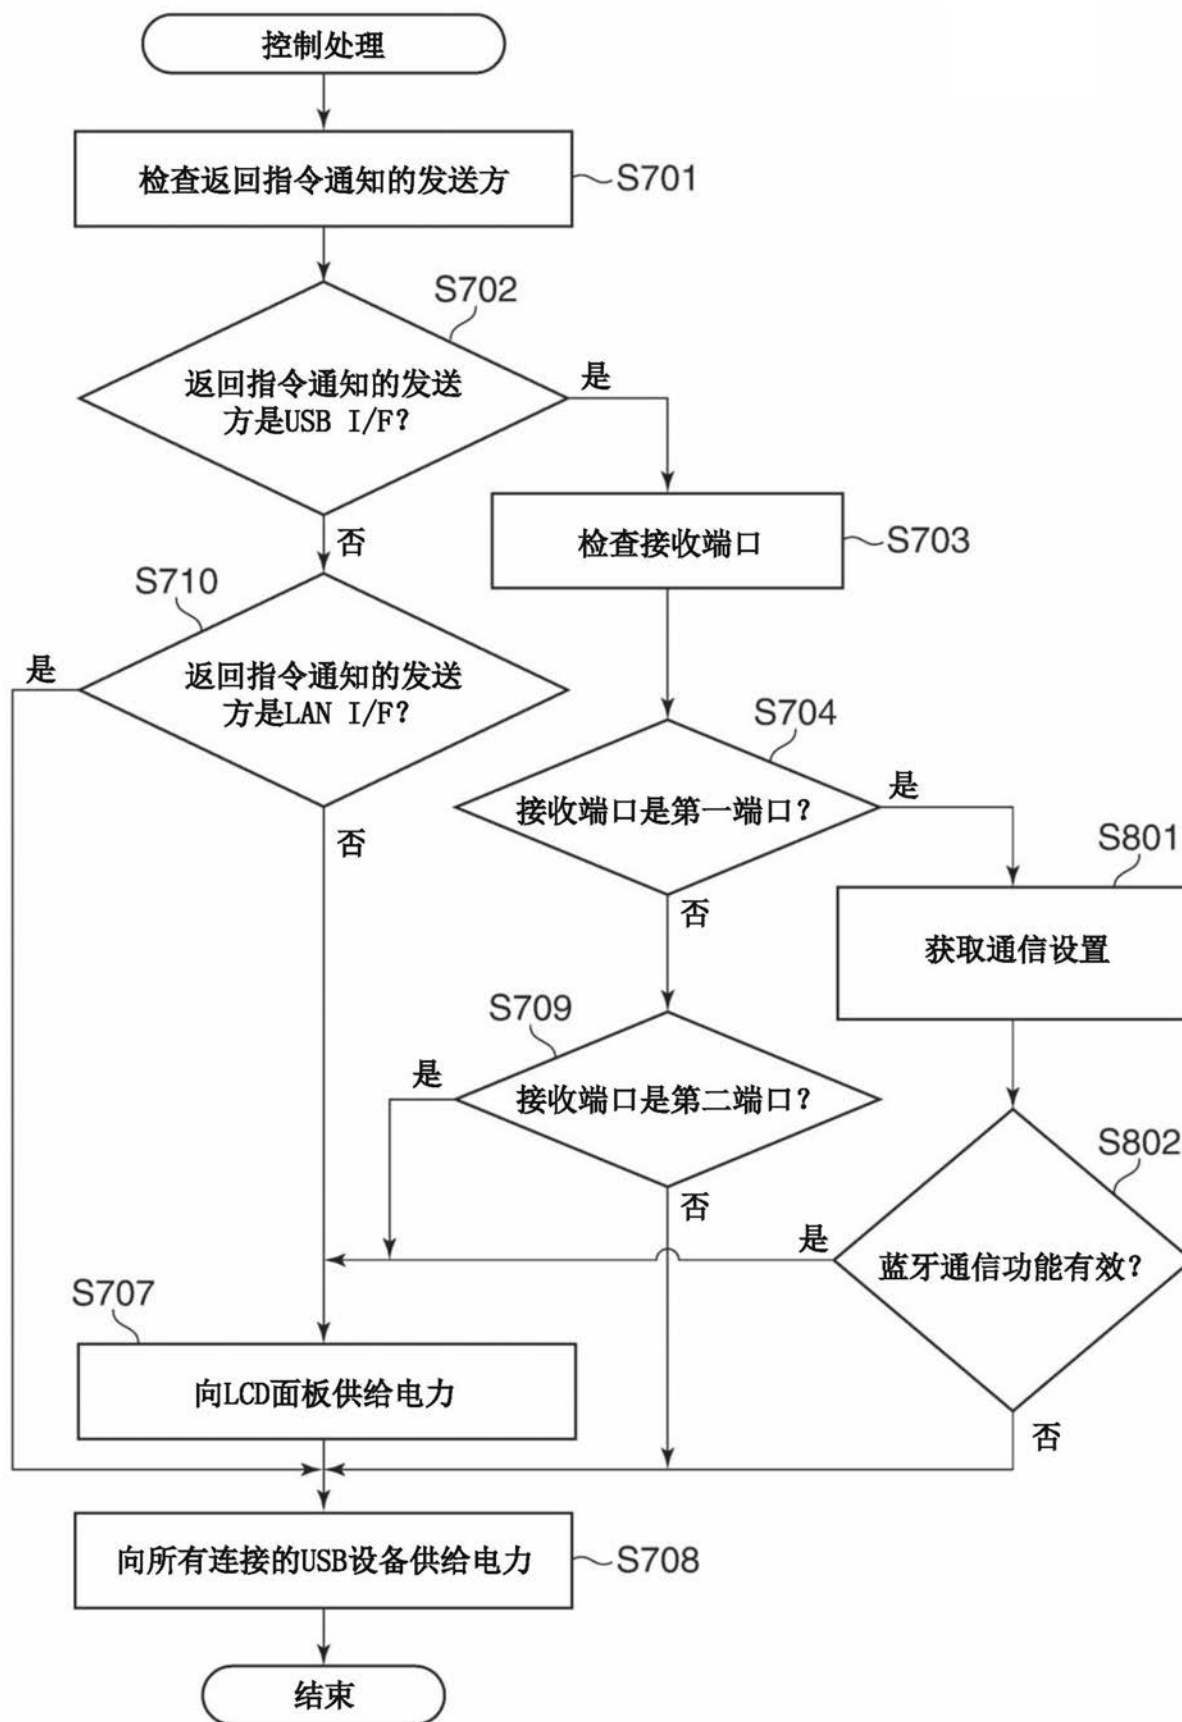 控制处理
检查返回指令通知的发送方
S701
S702
返回指令通知的发送
方是USB I/F?
是
否
检查接收端口
S703
S710
返回指令通知的发送
方是LAN I/F?
是
否
S704
接收端口是第一端口?
是
否
S801
获取通信设置
S709
接收端口是第二端口?
是
否
S802
蓝牙通信功能有效?
是
否
S707
向LCD面板供给电力
向所有连接的USB设备供给电力
S708
结束